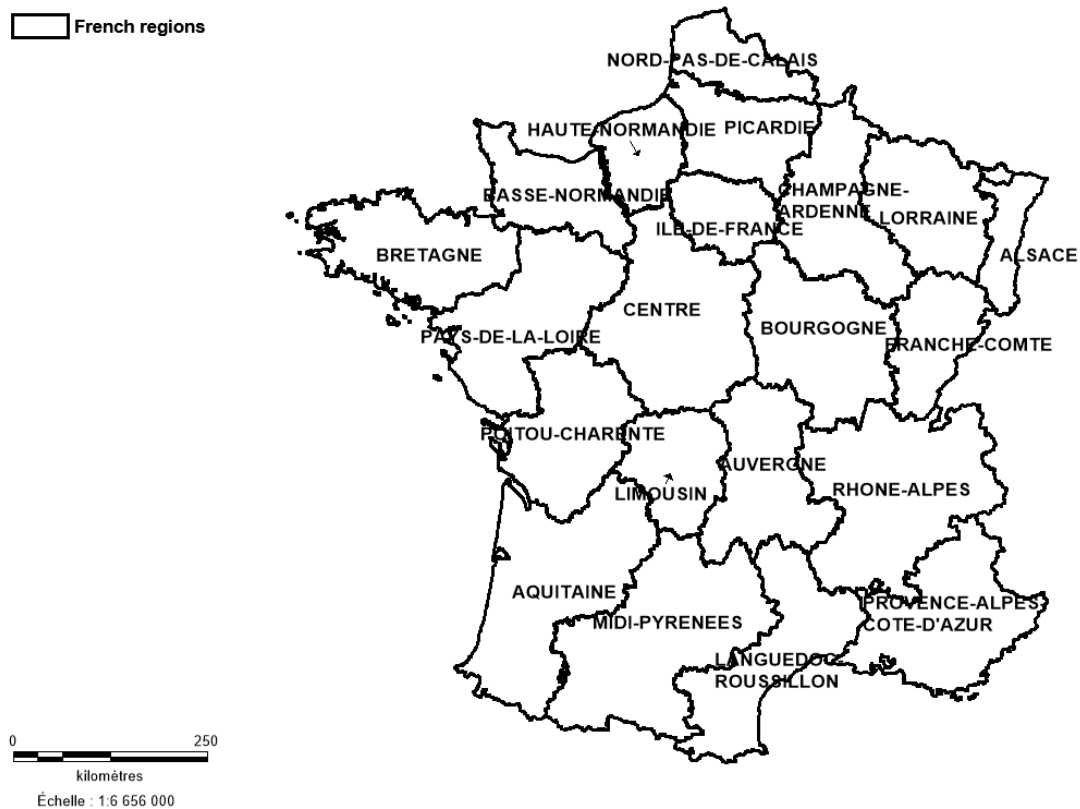 French regions
NORD-PAS-DE-CALAIS
HAUTE-NORMANDIE
PICARDIE
BASSE-NORMANDIE
CHAMPAGNE-
ARDENNE
LORRAINE
ILE-DE-FRANCE
BRETAGNE
ALSACE
CENTRE
BOURGOGNE
PAYS-DE-LA-LOIRE
FRANCHE-COMTE
POITOU-CHARENTE
AUVERGNE
LIMOUSIN
RHONE-ALPES
AQUITAINE
MIDI-PYRENEES
PROVENCE-ALPES-
COTE-D'AZUR
LANGUEDOC-
ROUSSILLON
0 250
kilomètres
Échelle : 1:6 656 000